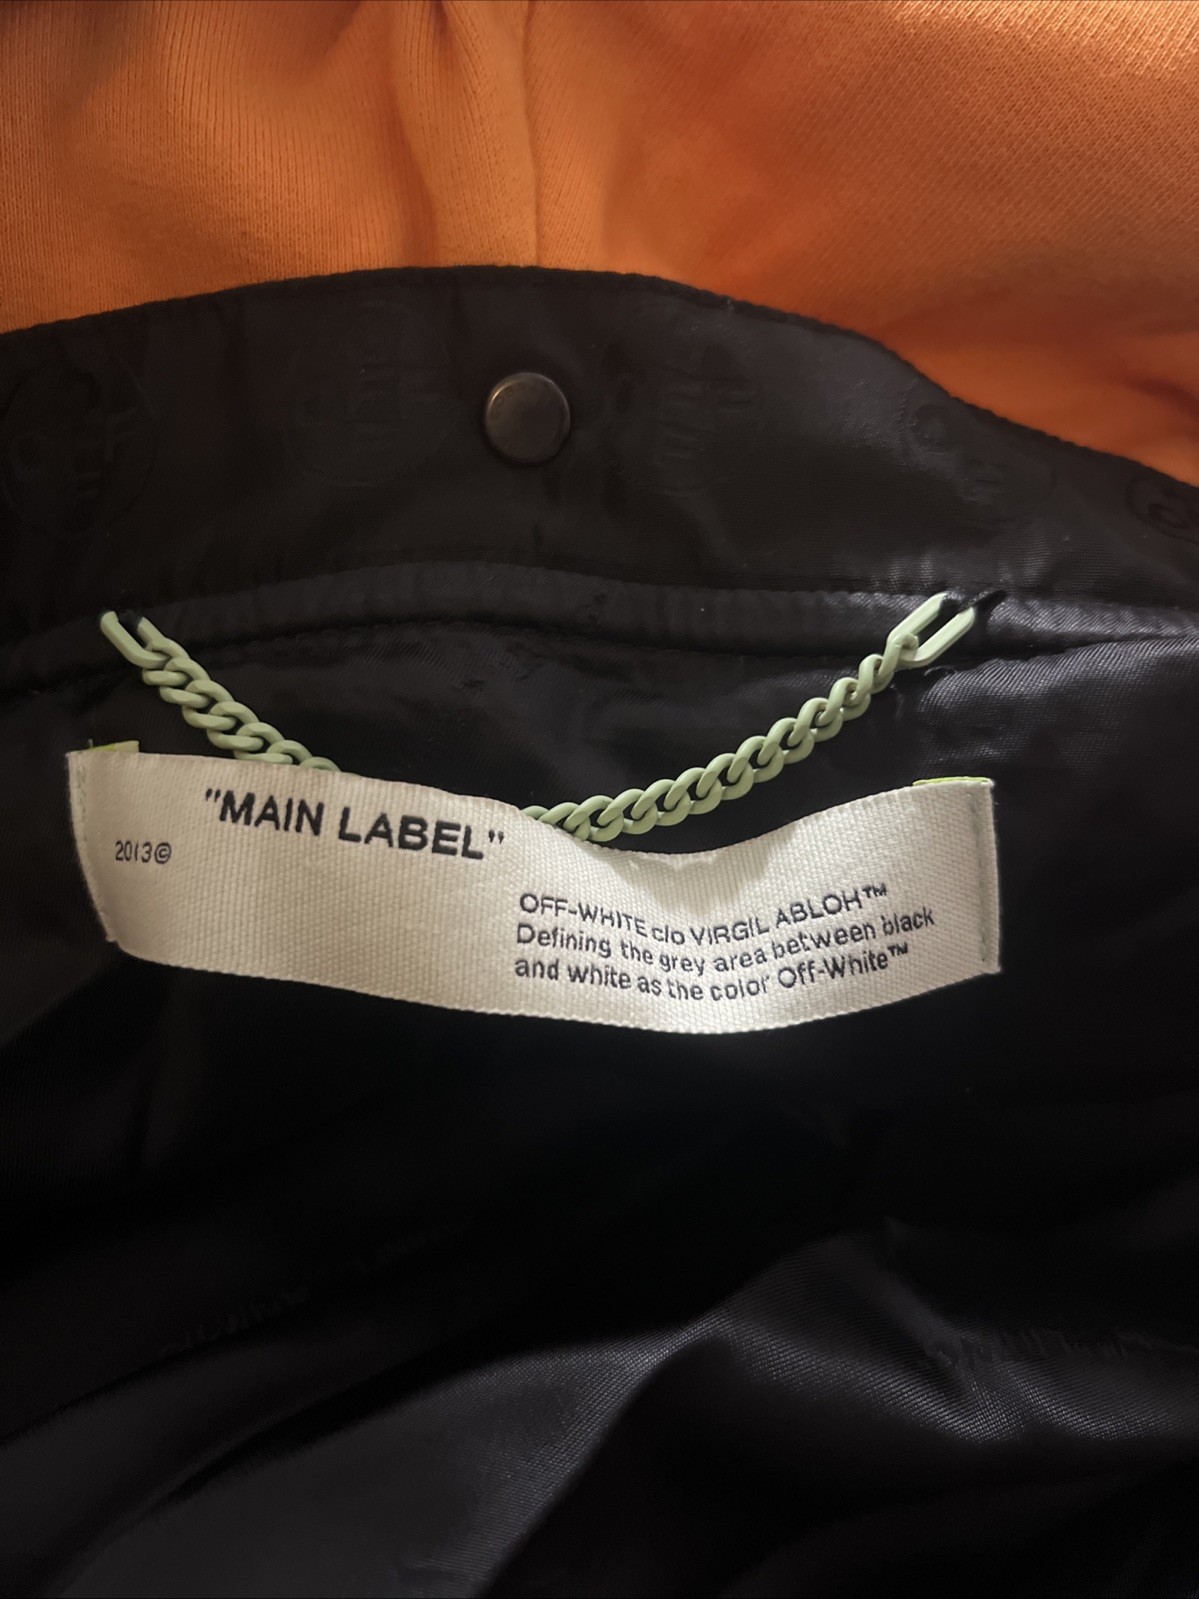 "MAIN LABEL"
2013©
OFF-WHITE c/o VIRGIL ABLOH™
Defining the grey area between black
and white as the color Off-White™